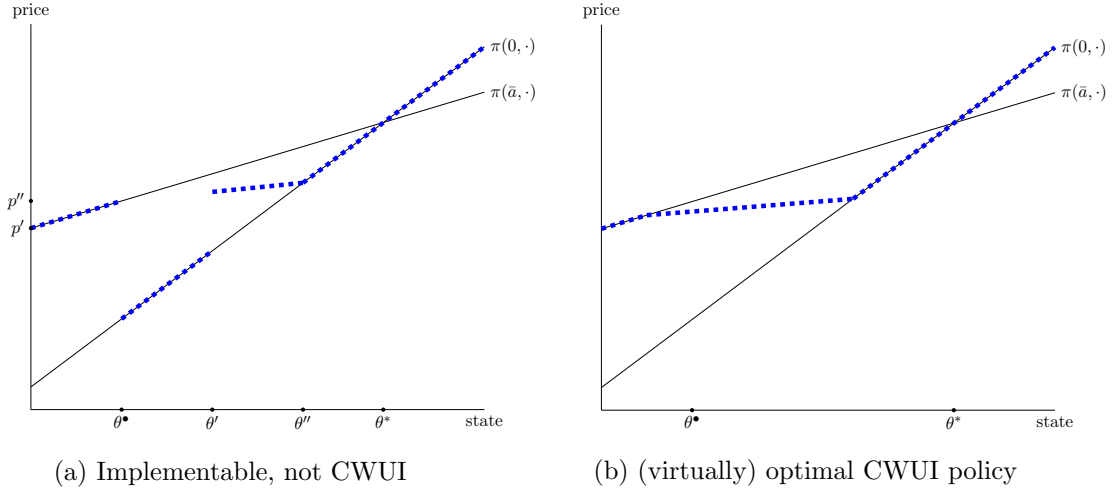 price
π(0, ·)
π(ā, ·)
p′′
p′
θ• θ′ θ′′ θ* state
(a) Implementable, not CWUI
price
π(0, ·)
π(ā, ·)
θ• θ* state
(b) (virtually) optimal CWUI policy